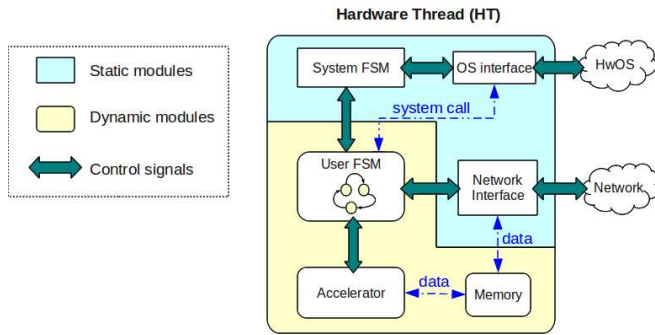 Hardware Thread (HT)
Static modules
Dynamic modules
Control signals
System FSM
OS interface
HwOS
system call
User FSM
Network
Interface
Network
data
Accelerator
data
Memory